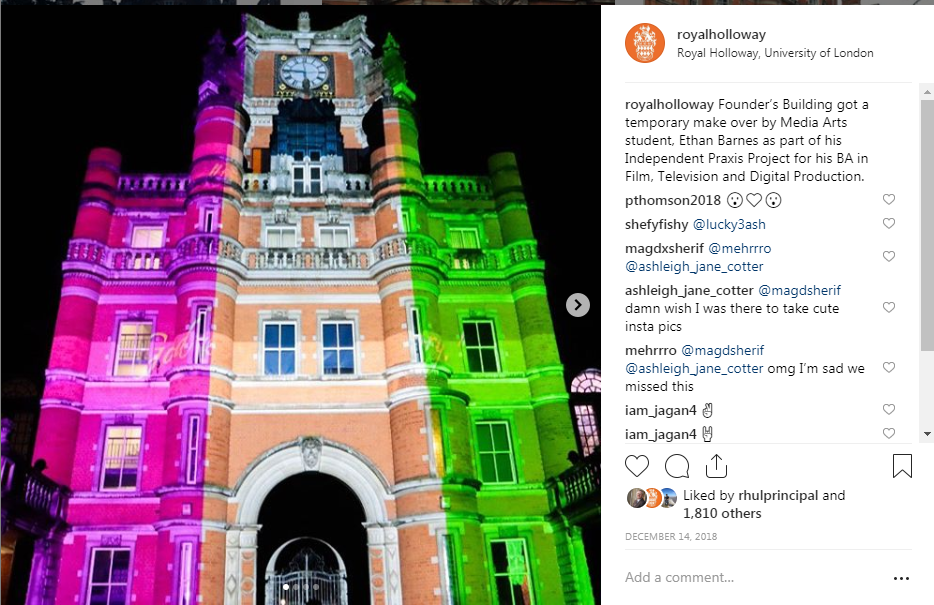 royalholloway
Royal Holloway, University of London
royalholloway Founder's Building got a
temporary make over by Media Arts
student, Ethan Barnes as part of his
Independent Praxis Project for his BA in
Film, Television and Digital Production.
pthomson2018 😮♡😮
shefyfishy @lucky3ash
magdxsherif @mehrrro
@ashleigh_jane_cotter
ashleigh_jane_cotter @magdsherif
damn wish I was there to take cute
insta pics
mehrrro @magdsherif
@ashleigh_jane_cotter omg I'm sad we
missed this
iam_jagan4 ✌
iam_jagan4 🤘
Liked by rhulprincipal and
1,810 others
DECEMBER 14, 2018
Add a comment...